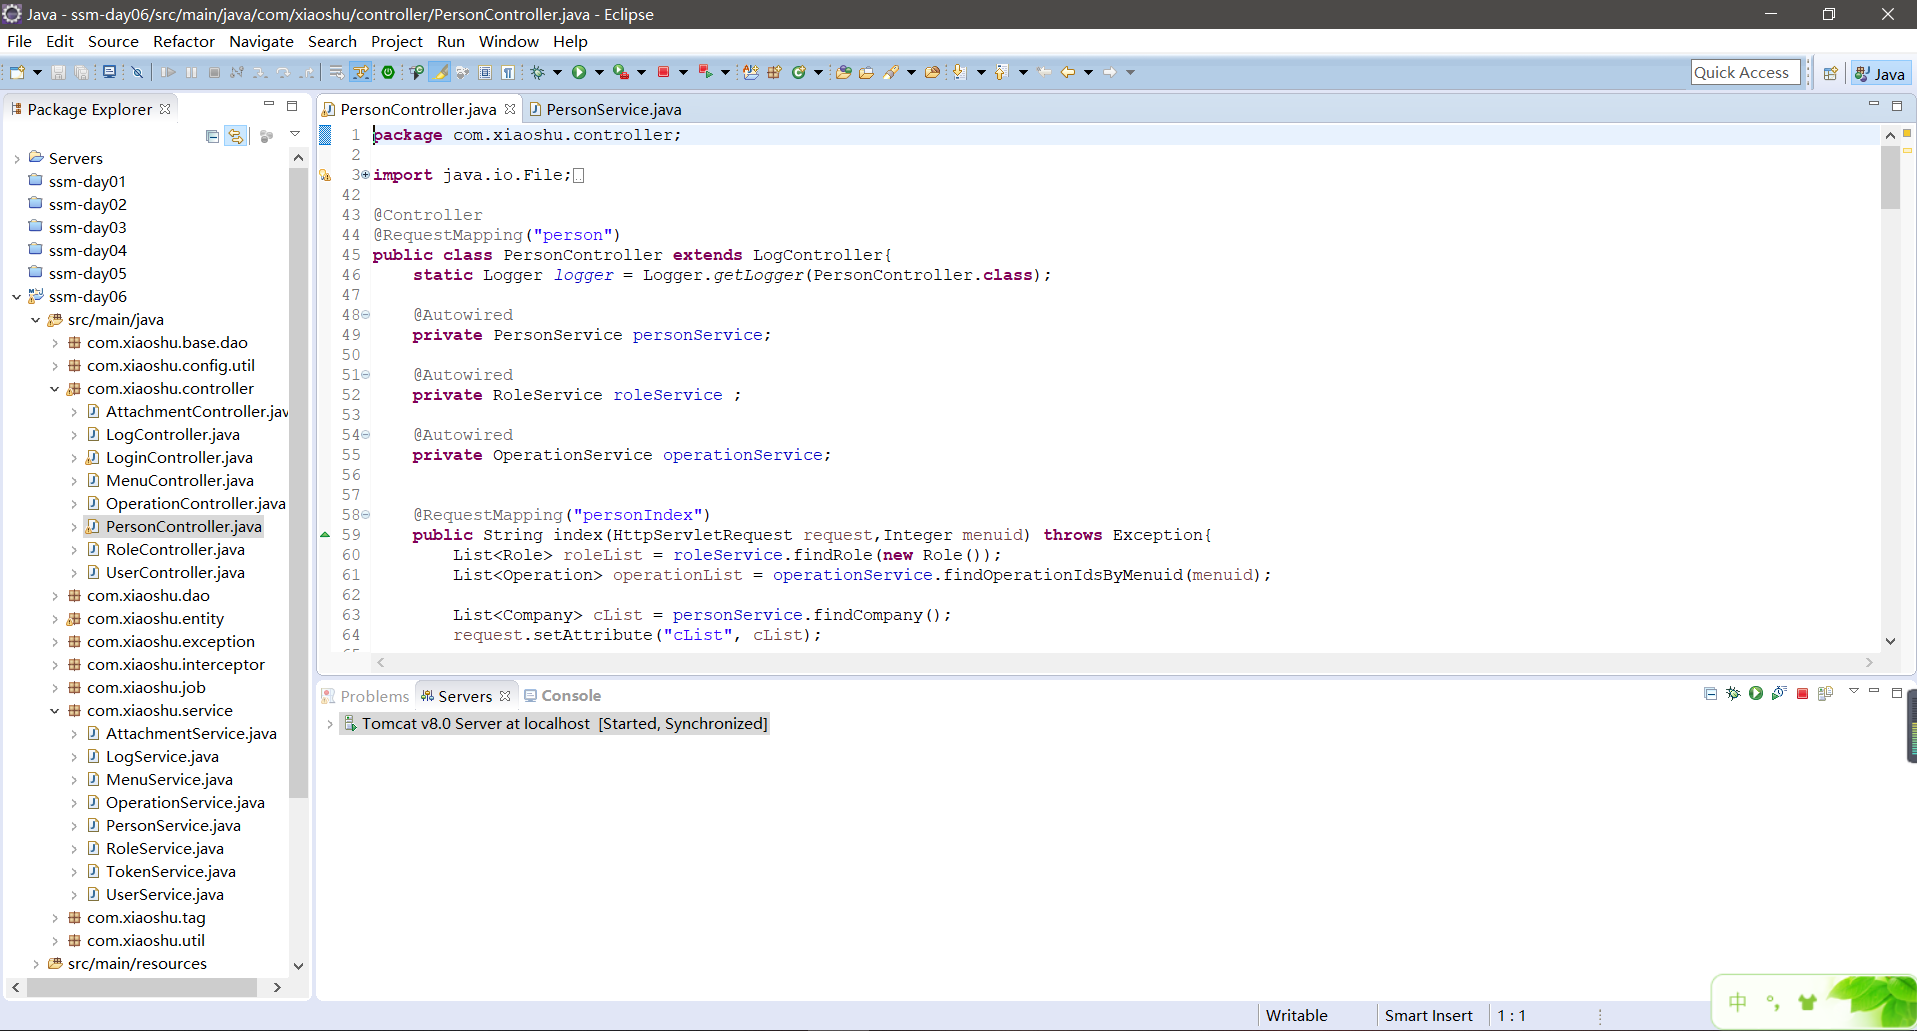 Java - ssm-day06/src/main/java/com/xiaoshu/controller/PersonController.java - Eclipse
File Edit Source Refactor Navigate Search Project Run Window Help
Quick Access
Java
Package Explorer
Servers
ssm-day01
ssm-day02
ssm-day03
ssm-day04
ssm-day05
ssm-day06
src/main/java
com.xiaoshu.base.dao
com.xiaoshu.config.util
com.xiaoshu.controller
AttachmentController.jav
LogController.java
LoginController.java
MenuController.java
OperationController.java
PersonController.java
RoleController.java
UserController.java
com.xiaoshu.dao
com.xiaoshu.entity
com.xiaoshu.exception
com.xiaoshu.interceptor
com.xiaoshu.job
com.xiaoshu.service
AttachmentService.java
LogService.java
MenuService.java
OperationService.java
PersonService.java
RoleService.java
TokenService.java
UserService.java
com.xiaoshu.tag
com.xiaoshu.util
src/main/resources
PersonController.java PersonService.java
1 package com.xiaoshu.controller;
2
3 import java.io.File;
42
43 @Controller
44 @RequestMapping("person")
45 public class PersonController extends LogController{
46 static Logger logger = Logger.getLogger(PersonController.class);
47
48 @Autowired
49 private PersonService personService;
50
51 @Autowired
52 private RoleService roleService ;
53
54 @Autowired
55 private OperationService operationService;
56
57
58 @RequestMapping("personIndex")
59 public String index(HttpServletRequest request,Integer menuid) throws Exception{
60 List<Role> roleList = roleService.findRole(new Role());
61 List<Operation> operationList = operationService.findOperationIdsByMenuid(menuid);
62
63 List<Company> cList = personService.findCompany();
64 request.setAttribute("cList", cList);
Problems Servers Console
Tomcat v8.0 Server at localhost [Started, Synchronized]
Writable Smart Insert 1 : 1
中 °,